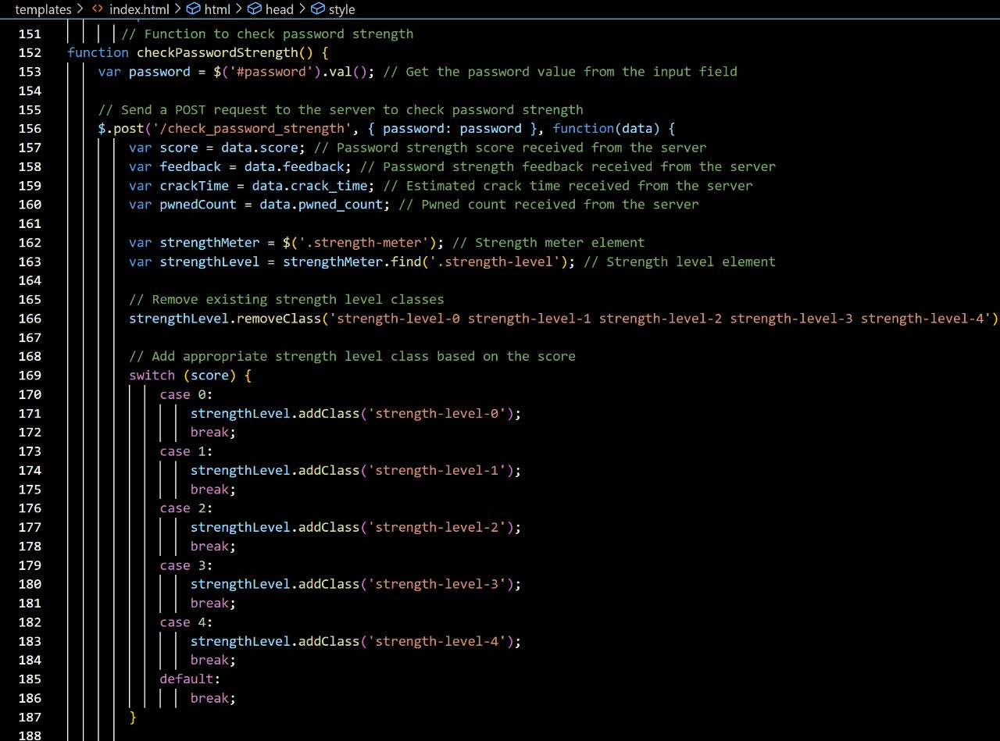 templates > <> index.html > html > head > style
151 // Function to check password strength
152 function checkPasswordStrength() {
153 var password = $('#password').val(); // Get the password value from the input field
154
155 // Send a POST request to the server to check password strength
156 $.post('/check_password_strength', { password: password }, function(data) {
157 var score = data.score; // Password strength score received from the server
158 var feedback = data.feedback; // Password strength feedback received from the server
159 var crackTime = data.crack_time; // Estimated crack time received from the server
160 var pwnedCount = data.pwned_count; // Pwned count received from the server
161
162 var strengthMeter = $('.strength-meter'); // Strength meter element
163 var strengthLevel = strengthMeter.find('.strength-level'); // Strength level element
164
165 // Remove existing strength level classes
166 strengthLevel.removeClass('strength-level-0 strength-level-1 strength-level-2 strength-level-3 strength-level-4')
167
168 // Add appropriate strength level class based on the score
169 switch (score) {
170 case 0:
171 strengthLevel.addClass('strength-level-0');
172 break;
173 case 1:
174 strengthLevel.addClass('strength-level-1');
175 break;
176 case 2:
177 strengthLevel.addClass('strength-level-2');
178 break;
179 case 3:
180 strengthLevel.addClass('strength-level-3');
181 break;
182 case 4:
183 strengthLevel.addClass('strength-level-4');
184 break;
185 default:
186 break;
187 }
188